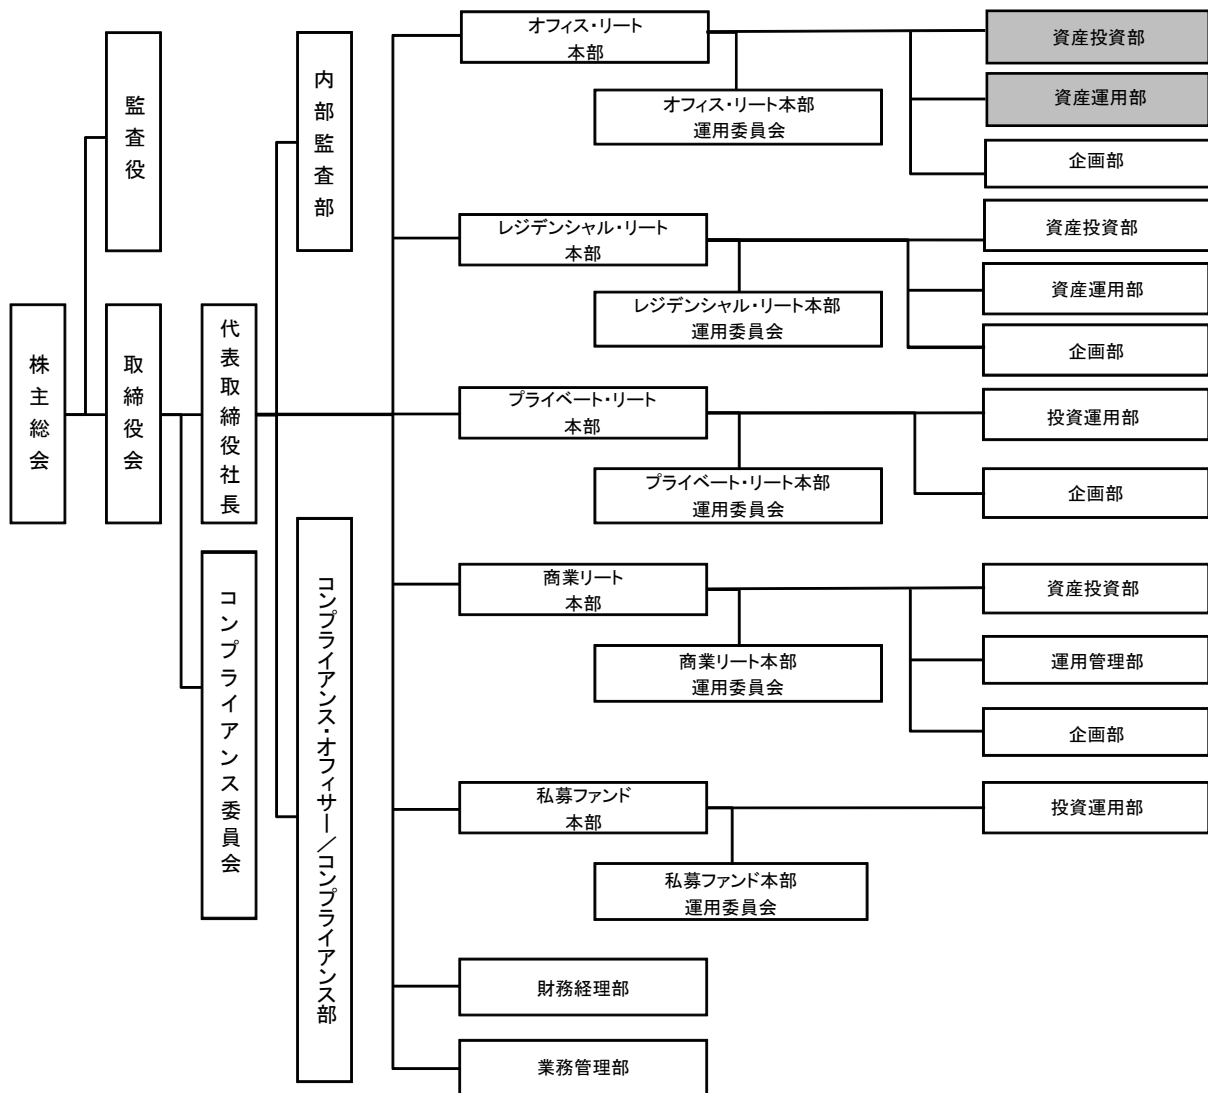 株主総会
監査役
取締役会
代表取締役社長
コンプライアンス委員会
内部監査部
コンプライアンス・オフィサー／コンプライアンス部
オフィス・リート
本部
オフィス・リート本部
運用委員会
資産投資部
資産運用部
企画部
レジデンシャル・リート
本部
レジデンシャル・リート本部
運用委員会
資産投資部
資産運用部
企画部
プライベート・リート
本部
プライベート・リート本部
運用委員会
投資運用部
企画部
商業リート
本部
商業リート本部
運用委員会
資産投資部
運用管理部
企画部
私募ファンド
本部
私募ファンド本部
運用委員会
投資運用部
財務経理部
業務管理部